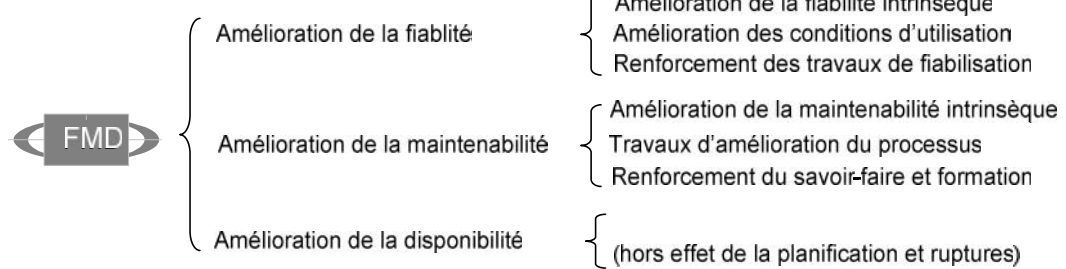 Amélioration de la fiabilité intrinsèque
Amélioration de la fiablité
Amélioration des conditions d’utilisation
Renforcement des travaux de fiabilisation
Amélioration de la maintenabilité intrinsèque
FMD
Amélioration de la maintenabilité
Travaux d’amélioration du processus
Renforcement du savoir-faire et formation
Amélioration de la disponibilité
(hors effet de la planification et ruptures)